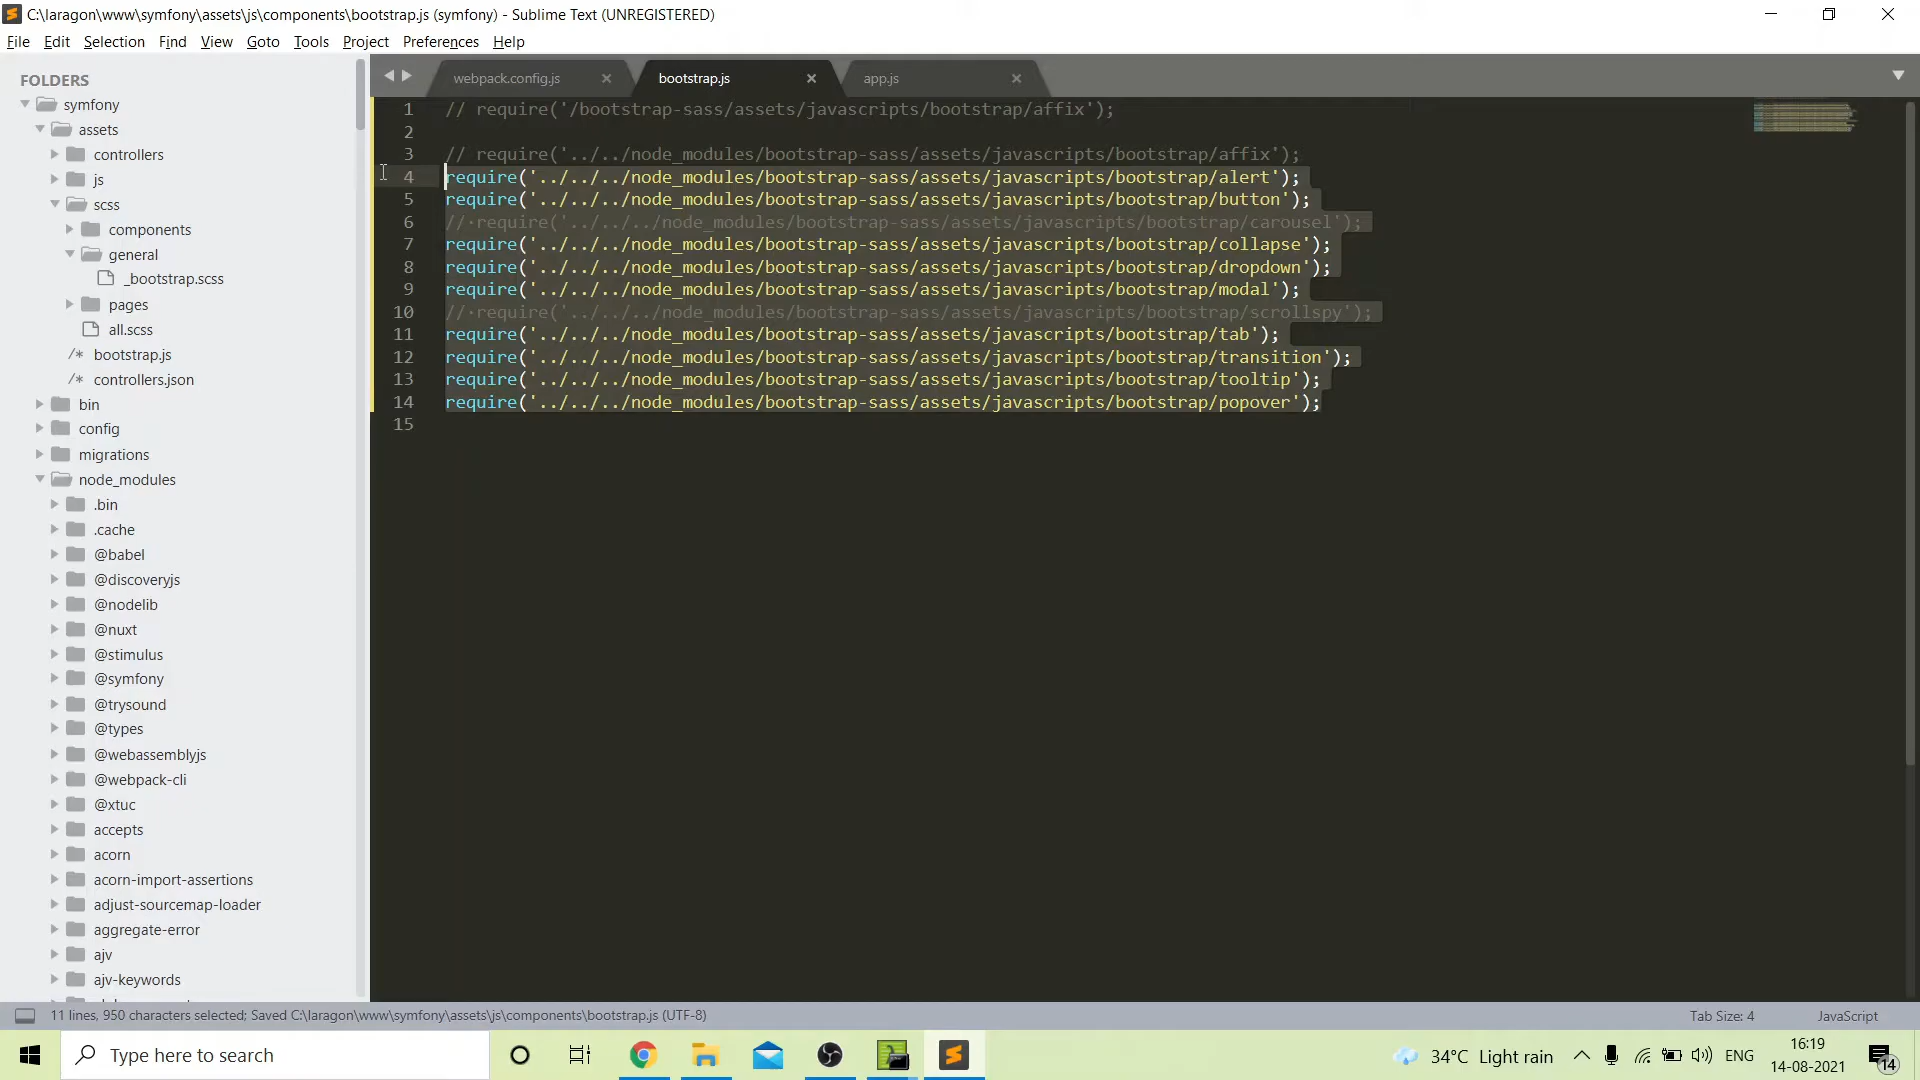 C:\laragon\www\symfony\assets\js\components\bootstrap.js (symfony) - Sublime Text (UNREGISTERED)
File Edit Selection Find View Goto Tools Project Preferences Help
FOLDERS
symfony
assets
controllers
js
scss
components
general
_bootstrap.scss
pages
all.scss
/* bootstrap.js
/* controllers.json
bin
config
migrations
node_modules
.bin
.cache
@babel
@discoveryjs
@nodelib
@nuxt
@stimulus
@symfony
@trysound
@types
@webassemblyjs
@webpack-cli
@xtuc
accepts
acorn
acorn-import-assertions
adjust-sourcemap-loader
aggregate-error
ajv
ajv-keywords
webpack.config.js
bootstrap.js
app.js
1 // require('/bootstrap-sass/assets/javascripts/bootstrap/affix');
2
3 // require('../../node_modules/bootstrap-sass/assets/javascripts/bootstrap/affix');
4 require('../../../node_modules/bootstrap-sass/assets/javascripts/bootstrap/alert');
5 require('../../../node_modules/bootstrap-sass/assets/javascripts/bootstrap/button');
6 // require('../../../node_modules/bootstrap-sass/assets/javascripts/bootstrap/carousel');
7 require('../../../node_modules/bootstrap-sass/assets/javascripts/bootstrap/collapse');
8 require('../../../node_modules/bootstrap-sass/assets/javascripts/bootstrap/dropdown');
9 require('../../../node_modules/bootstrap-sass/assets/javascripts/bootstrap/modal');
10 // require('../../../node_modules/bootstrap-sass/assets/javascripts/bootstrap/scrollspy');
11 require('../../../node_modules/bootstrap-sass/assets/javascripts/bootstrap/tab');
12 require('../../../node_modules/bootstrap-sass/assets/javascripts/bootstrap/transition');
13 require('../../../node_modules/bootstrap-sass/assets/javascripts/bootstrap/tooltip');
14 require('../../../node_modules/bootstrap-sass/assets/javascripts/bootstrap/popover');
15
11 lines, 950 characters selected; Saved C:\laragon\www\symfony\assets\js\components\bootstrap.js (UTF-8)
Tab Size: 4
JavaScript
Type here to search
34°C Light rain
ENG
16:19
14-08-2021
14